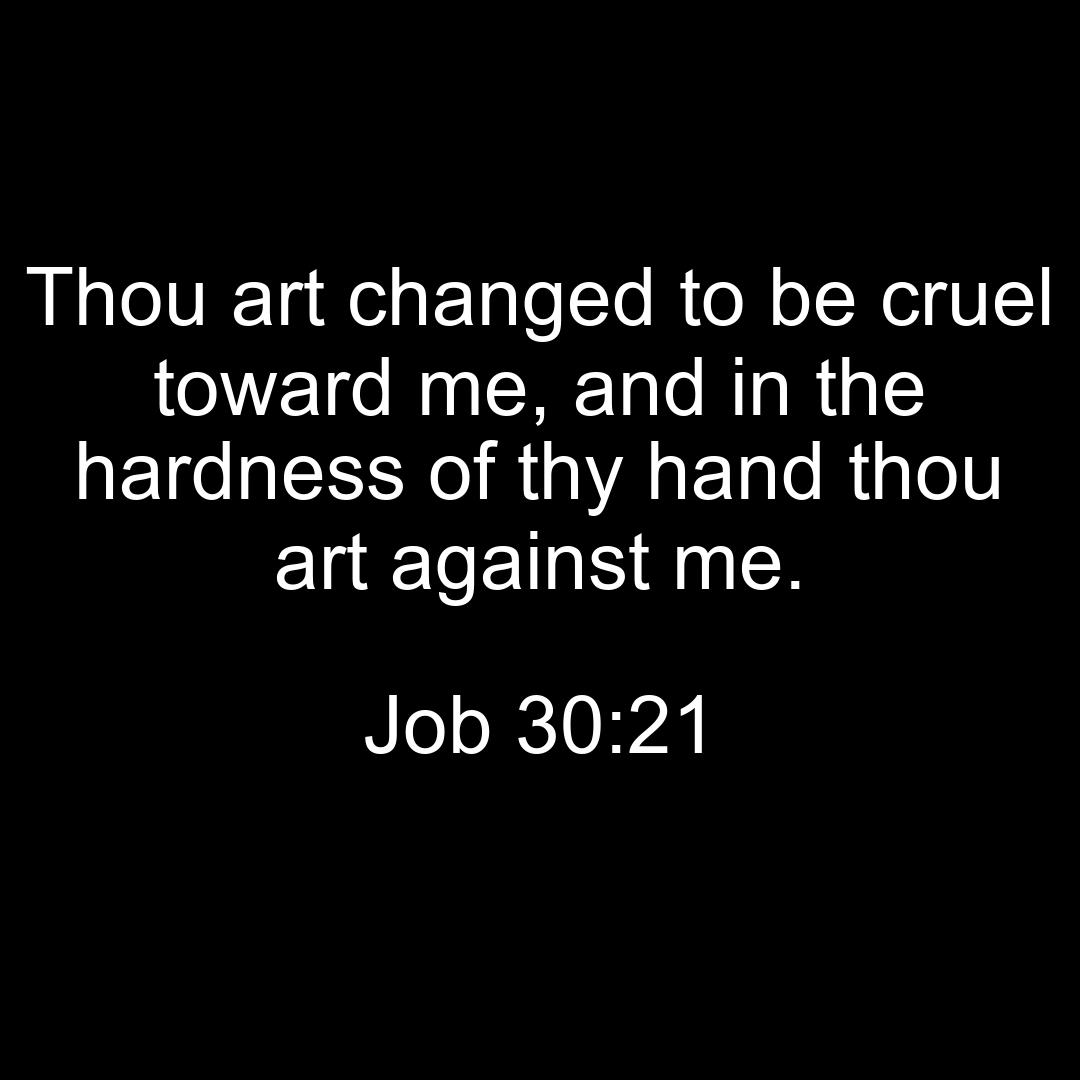 Thou art changed to be cruel
toward me, and in the
hardness of thy hand thou
art against me.
Job 30:21